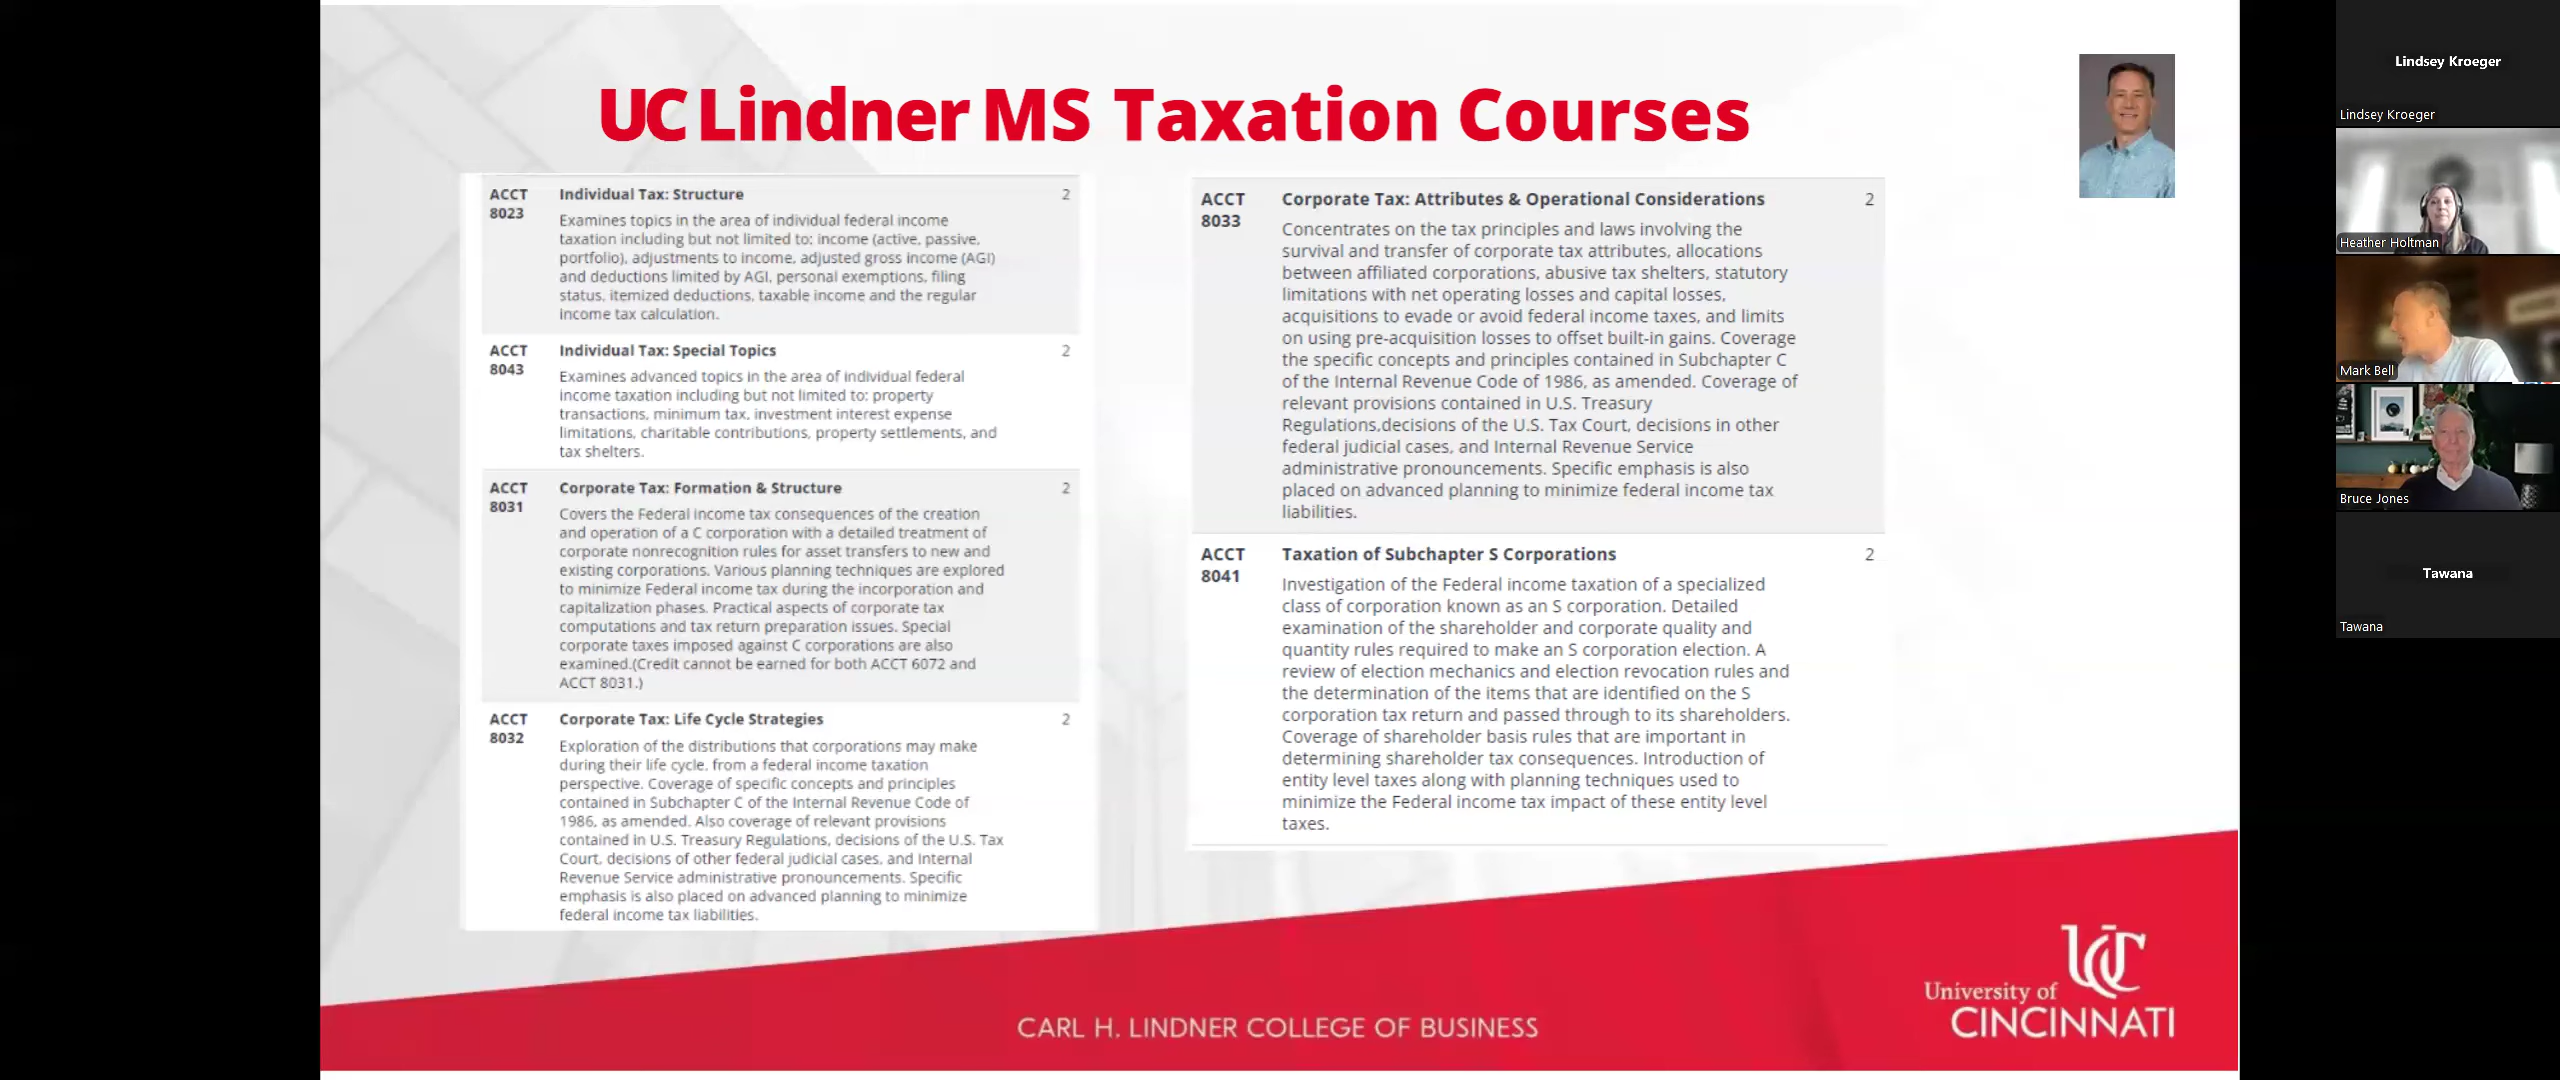 UC Lindner MS Taxation Courses
ACCT 8023 Individual Tax: Structure 2
Examines topics in the area of individual federal income
taxation including but not limited to: income (active, passive,
portfolio), adjustments to income, adjusted gross income (AGI)
and deductions limited by AGI, personal exemptions, filing
status, itemized deductions, taxable income and the regular
income tax calculation.
ACCT 8043 Individual Tax: Special Topics 2
Examines advanced topics in the area of individual federal
income taxation including but not limited to: property
transactions, minimum tax, investment interest expense
limitations, charitable contributions, property settlements, and
tax shelters.
ACCT 8031 Corporate Tax: Formation & Structure 2
Covers the Federal income tax consequences of the creation
and operation of a C corporation with a detailed treatment of
corporate nonrecognition rules for asset transfers to new and
existing corporations. Various planning techniques are explored
to minimize Federal income tax during the incorporation and
capitalization phases. Practical aspects of corporate tax
computations and tax return preparation issues. Special
corporate taxes imposed against C corporations are also
examined.(Credit cannot be earned for both ACCT 6072 and
ACCT 8031.)
ACCT 8032 Corporate Tax: Life Cycle Strategies 2
Exploration of the distributions that corporations may make
during their life cycle, from a federal income taxation
perspective. Coverage of specific concepts and principles
contained in Subchapter C of the Internal Revenue Code of
1986, as amended. Also coverage of relevant provisions
contained in U.S. Treasury Regulations, decisions of the U.S. Tax
Court, decisions of other federal judicial cases, and Internal
Revenue Service administrative pronouncements. Specific
emphasis is also placed on advanced planning to minimize
federal income tax liabilities.
ACCT 8033 Corporate Tax: Attributes & Operational Considerations 2
Concentrates on the tax principles and laws involving the
survival and transfer of corporate tax attributes, allocations
between affiliated corporations, abusive tax shelters, statutory
limitations with net operating losses and capital losses,
acquisitions to evade or avoid federal income taxes, and limits
on using pre-acquisition losses to offset built-in gains. Coverage
the specific concepts and principles contained in Subchapter C
of the Internal Revenue Code of 1986, as amended. Coverage of
relevant provisions contained in U.S. Treasury
Regulations,decisions of the U.S. Tax Court, decisions in other
federal judicial cases, and Internal Revenue Service
administrative pronouncements. Specific emphasis is also
placed on advanced planning to minimize federal income tax
liabilities.
ACCT 8041 Taxation of Subchapter S Corporations 2
Investigation of the Federal income taxation of a specialized
class of corporation known as an S corporation. Detailed
examination of the shareholder and corporate quality and
quantity rules required to make an S corporation election. A
review of election mechanics and election revocation rules and
the determination of the items that are identified on the S
corporation tax return and passed through to its shareholders.
Coverage of shareholder basis rules that are important in
determining shareholder tax consequences. Introduction of
entity level taxes along with planning techniques used to
minimize the Federal income tax impact of these entity level
taxes.
CARL H. LINDNER COLLEGE OF BUSINESS
UC
University of
CINCINNATI
Lindsey Kroeger
Lindsey Kroeger
Heather Holtman
Mark Bell
Bruce Jones
Tawana
Tawana